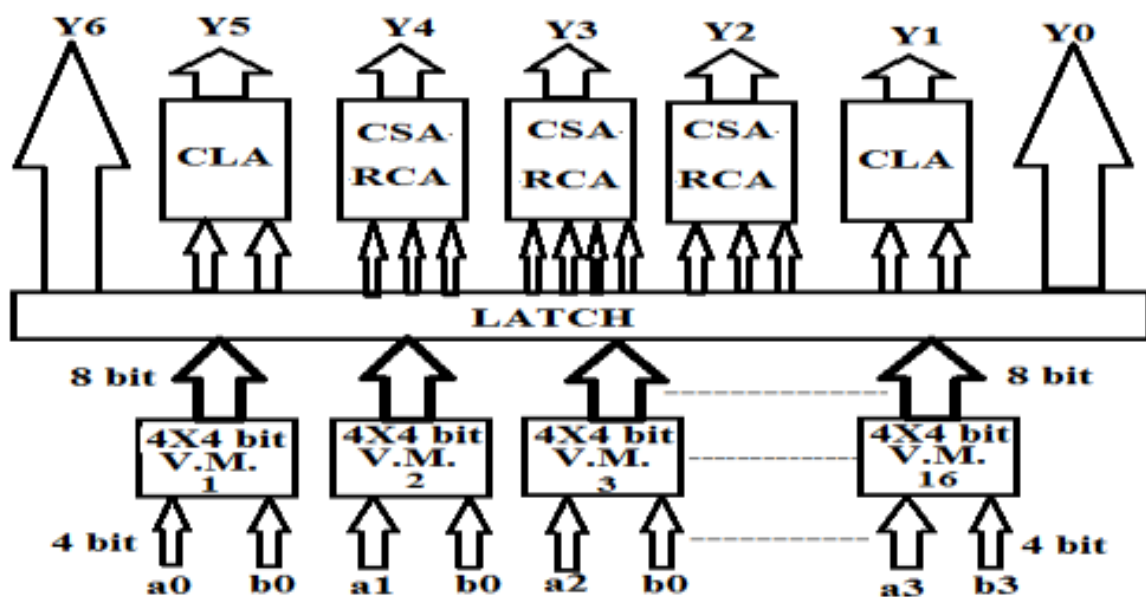 Y6 Y5 Y4 Y3 Y2 Y1 Y0
CLA
CSA
RCA
CSA
RCA
CSA
RCA
CLA
LATCH
8 bit
8 bit
4X4 bit
V.M.
1
4X4 bit
V.M.
2
4X4 bit
V.M.
3
4X4 bit
V.M.
16
4 bit
4 bit
a0 b0 a1 b0 a2 b0 a3 b3